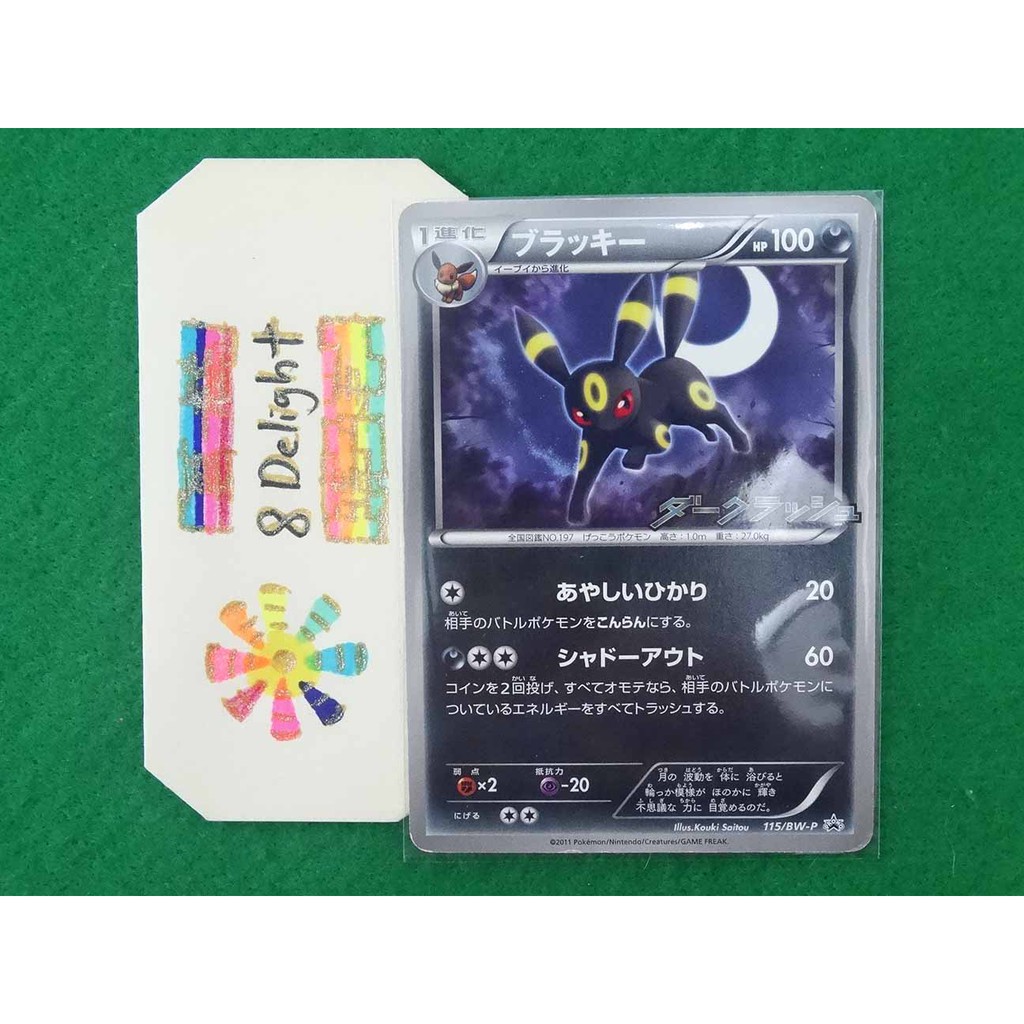 8 Delight
1進化
ブラッキー
HP 100
イーブイから進化
ダークラッシュ
全国図鑑NO.197 げっこうポケモン 高さ:1.0m 重さ:27.0kg
あやしいひかり 20
相手のバトルポケモンをこんらんにする。
シャドーアウト 60
コインを2回投げ、すべてオモテなら、相手のバトルポケモンに
ついているエネルギーをすべてトラッシュする。
弱点 ×2 抵抗力 -20
にげる
月の 波動を 体に 浴びると
輪っか模様が ほのかに 輝き
不思議な 力に 目覚めるのだ。
Illus.Kouki Saitou 115/BW-P
©2011 Pokémon/Nintendo/Creatures/GAME FREAK.